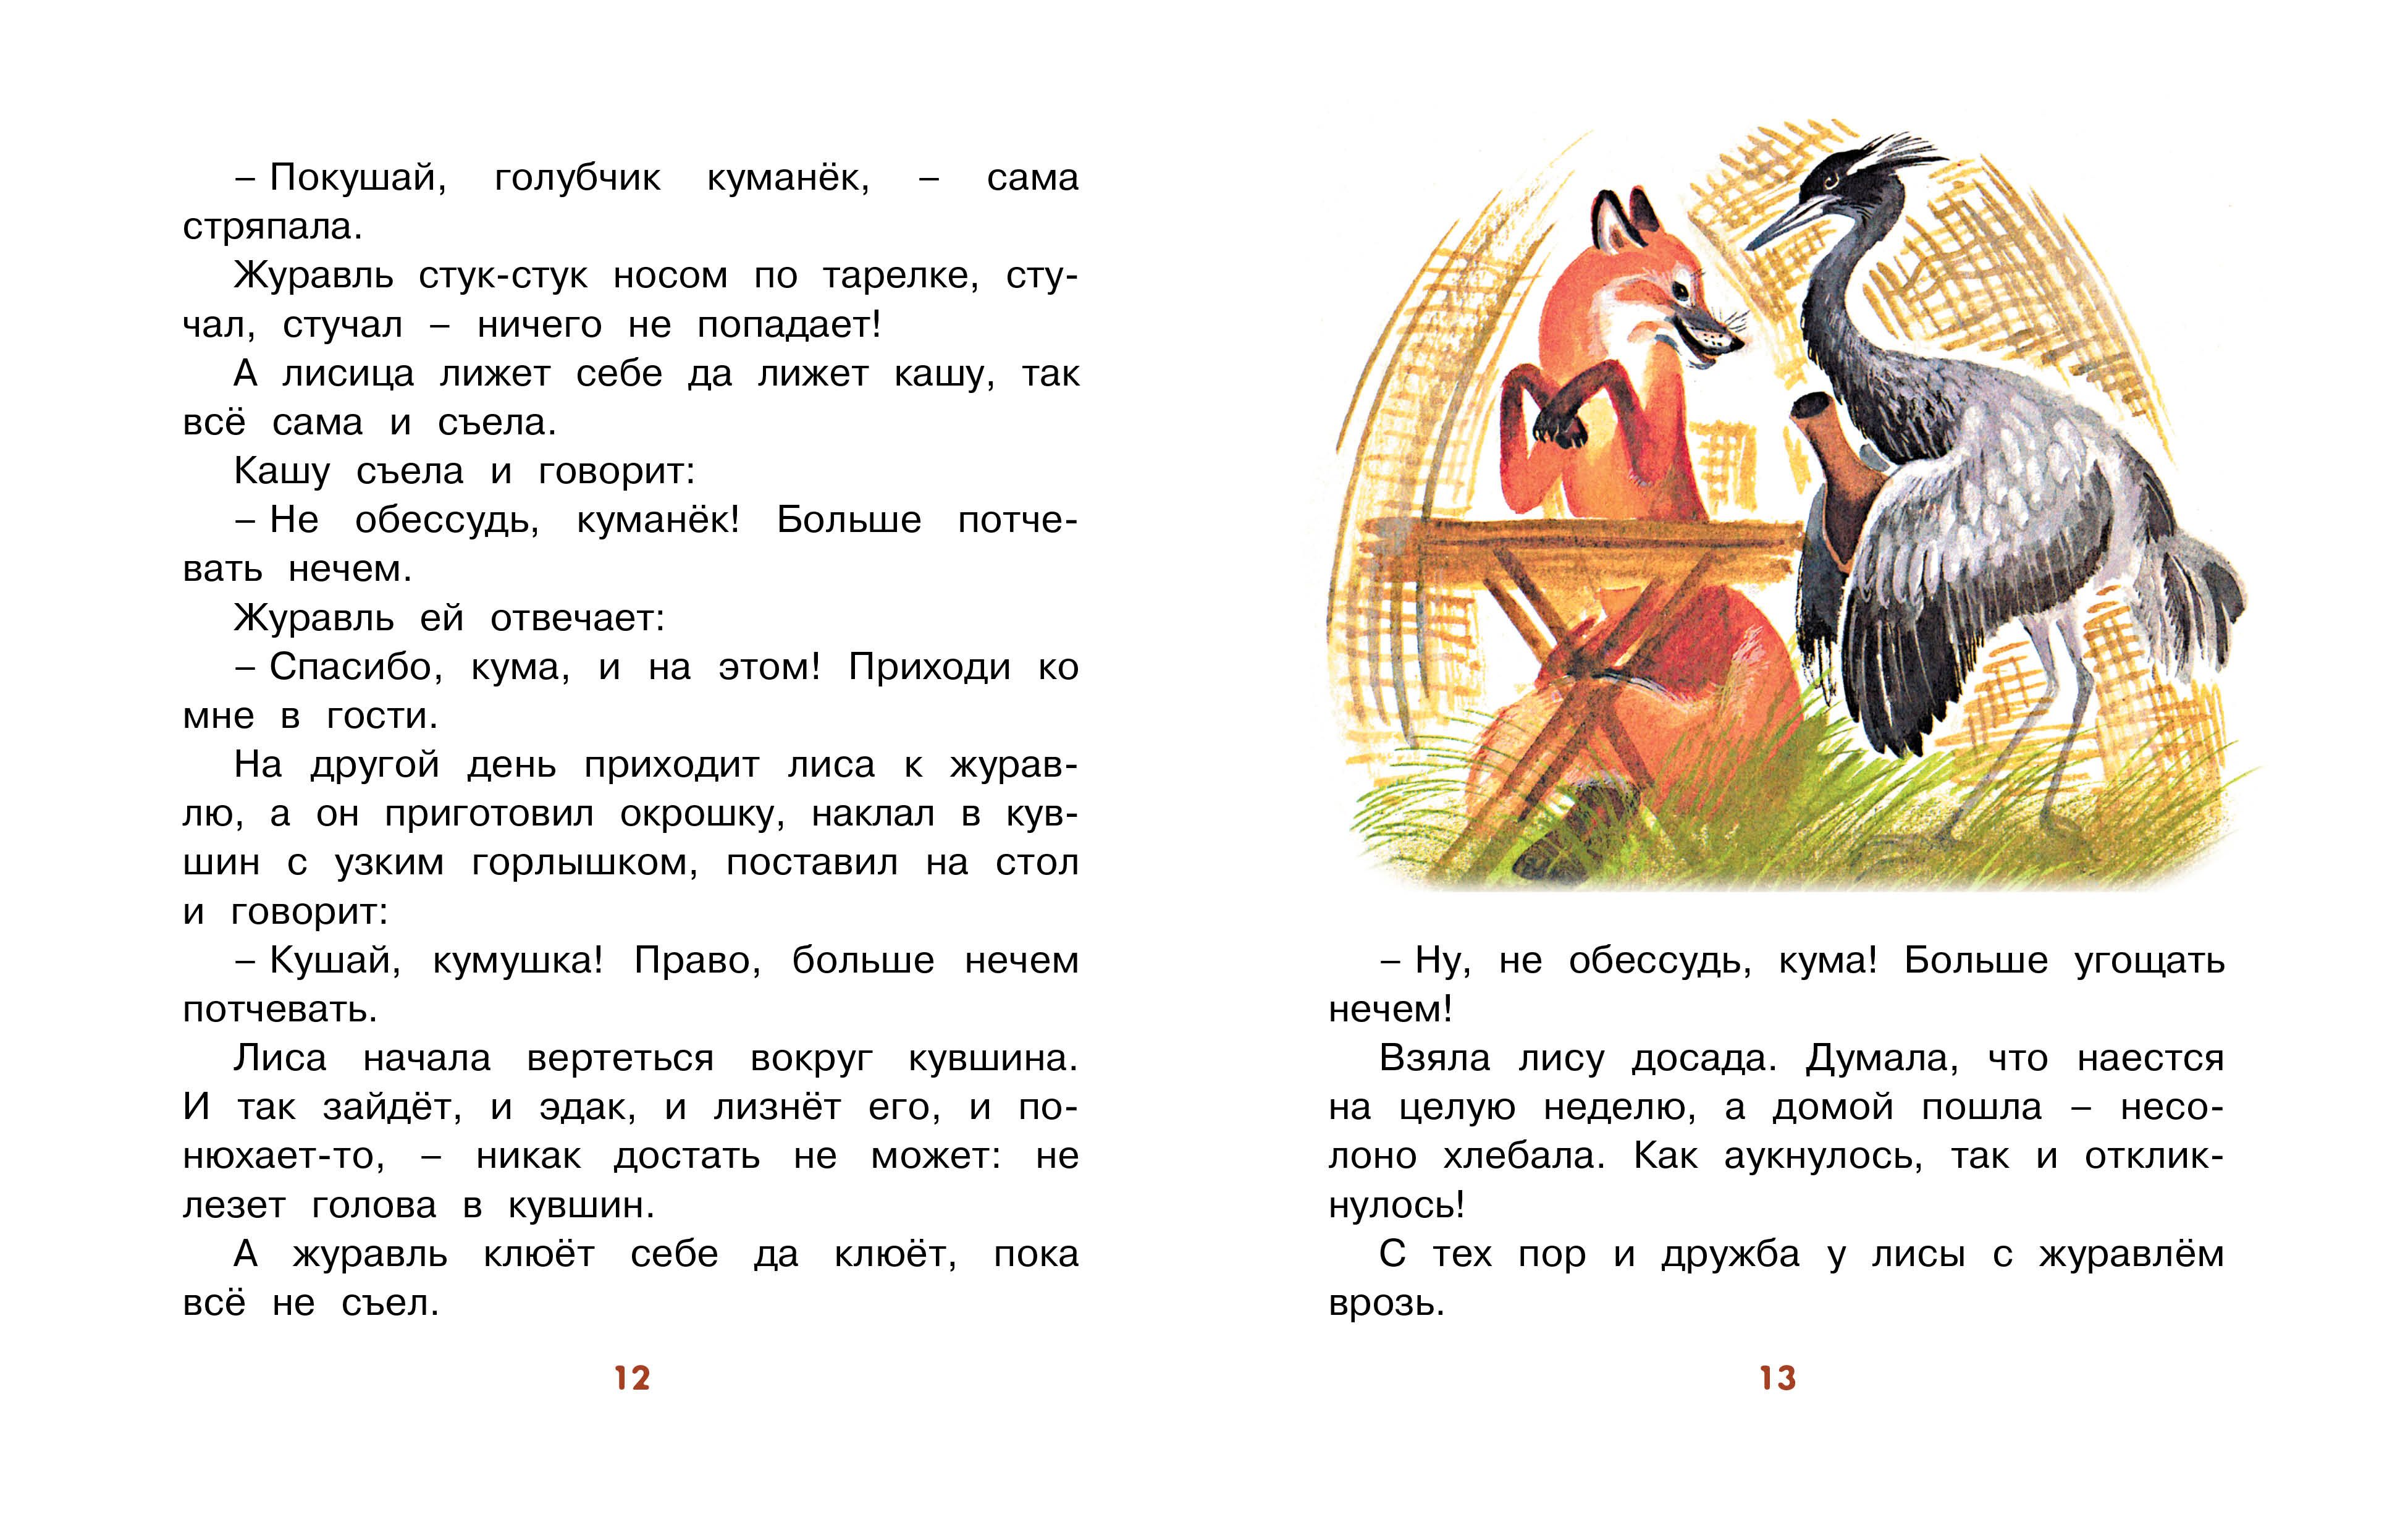 – Покушай, голубчик куманёк, – сама
стряпала.
Журавль стук-стук носом по тарелке, сту-
чал, стучал – ничего не попадает!
А лисица лижет себе да лижет кашу, так
всё сама и съела.
Кашу съела и говорит:
– Не обессудь, куманёк! Больше потче-
вать нечем.
Журавль ей отвечает:
– Спасибо, кума, и на этом! Приходи ко
мне в гости.
На другой день приходит лиса к журав-
лю, а он приготовил окрошку, наклал в кув-
шин с узким горлышком, поставил на стол
и говорит:
– Кушай, кумушка! Право, больше нечем
потчевать.
Лиса начала вертеться вокруг кувшина.
И так зайдёт, и эдак, и лизнёт его, и по-
нюхает-то, – никак достать не может: не
лезет голова в кувшин.
А журавль клюёт себе да клюёт, пока
всё не съел.
12
– Ну, не обессудь, кума! Больше угощать
нечем!
Взяла лису досада. Думала, что наестся
на целую неделю, а домой пошла – несо-
лоно хлебала. Как аукнулось, так и отклик-
нулось!
С тех пор и дружба у лисы с журавлём
врозь.
13